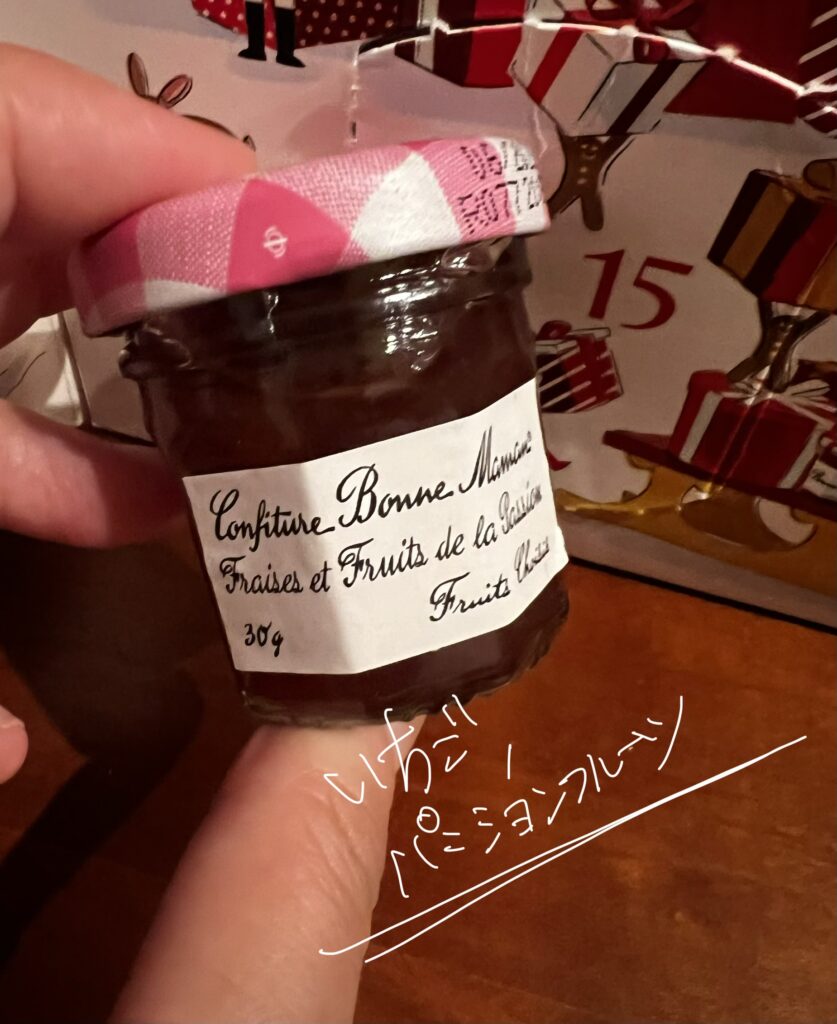 15
Confiture Bonne Maman
Fraises et Fruits de la Passion
Fruits Choisis
30g
いちご,
パションフルーツ